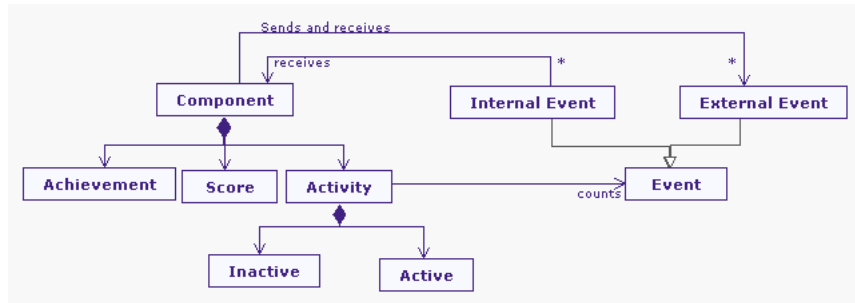 Sends and receives
receives
*
*
Component
Internal Event
External Event
Achievement
Score
Activity
counts
Event
Inactive
Active